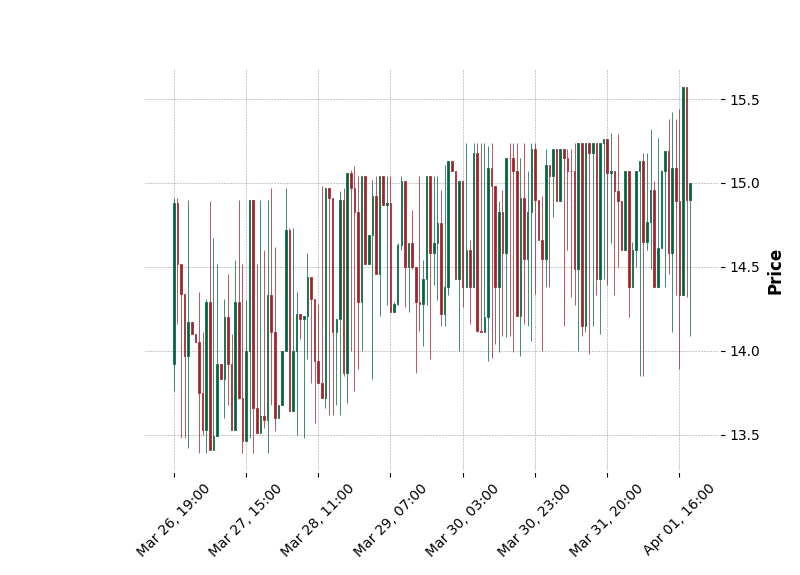 15.5
15.0
14.5
14.0
13.5
Price
Mar 26, 19:00
Mar 27, 15:00
Mar 28, 11:00
Mar 29, 07:00
Mar 30, 03:00
Mar 30, 23:00
Mar 31, 20:00
Apr 01, 16:00